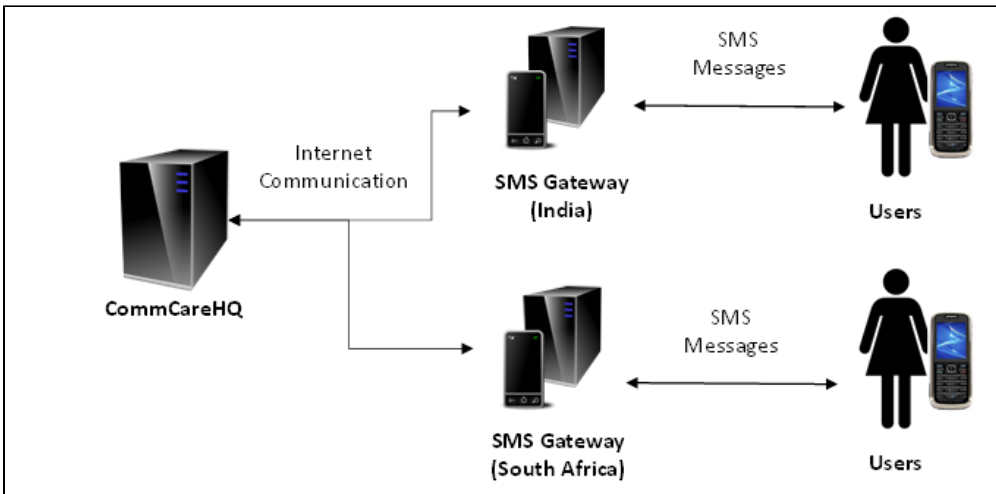 SMS
Messages
Internet
Communication
SMS Gateway
(India)
Users
CommCareHQ
SMS
Messages
SMS Gateway
(South Africa)
Users